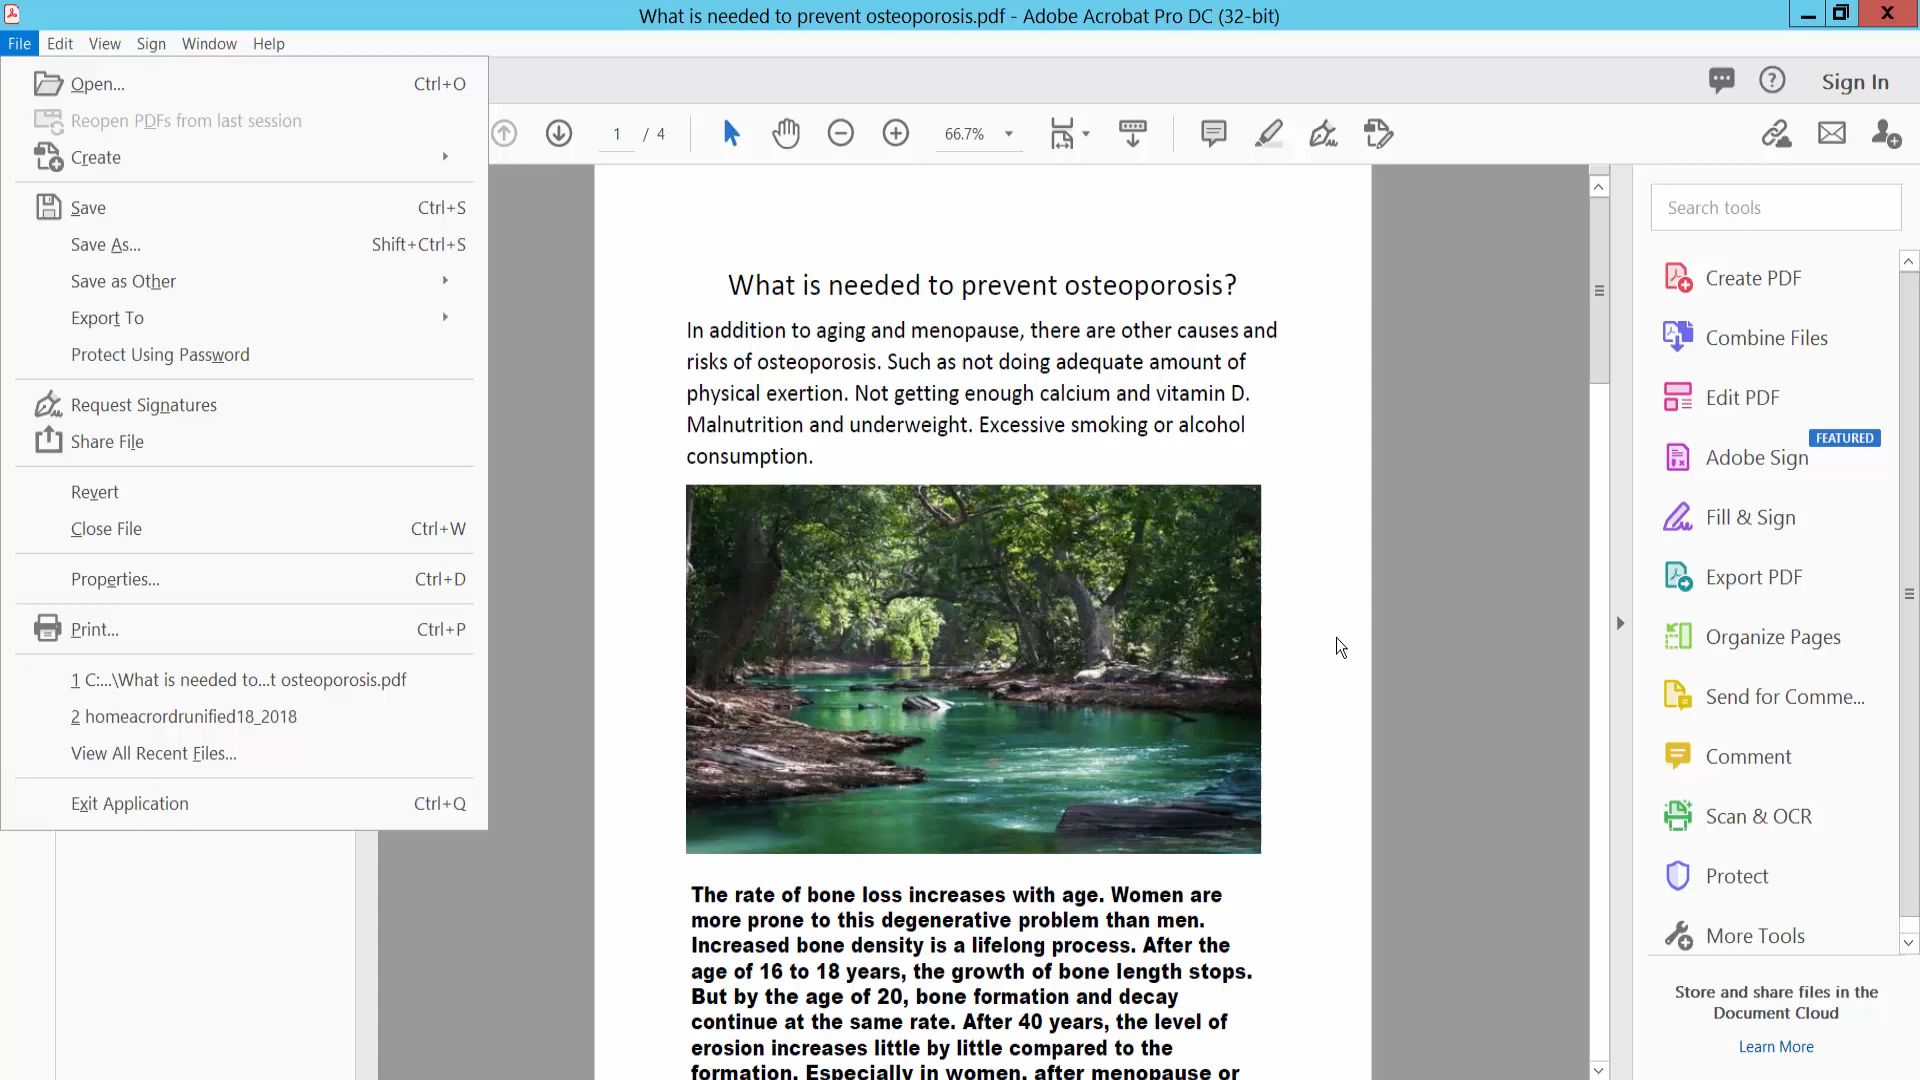 What is needed to prevent osteoporosis.pdf - Adobe Acrobat Pro DC (32-bit)
File Edit View Sign Window Help
Open... Ctrl+O
Reopen PDFs from last session
Create
Save Ctrl+S
Save As... Shift+Ctrl+S
Save as Other
Export To
Protect Using Password
Request Signatures
Share File
Revert
Close File Ctrl+W
Properties... Ctrl+D
Print... Ctrl+P
1 C:...\What is needed to...t osteoporosis.pdf
2 homeacrordrunified18_2018
View All Recent Files...
Exit Application Ctrl+Q
Sign In
1 / 4 66.7%
What is needed to prevent osteoporosis?
In addition to aging and menopause, there are other causes and
risks of osteoporosis. Such as not doing adequate amount of
physical exertion. Not getting enough calcium and vitamin D.
Malnutrition and underweight. Excessive smoking or alcohol
consumption.
The rate of bone loss increases with age. Women are
more prone to this degenerative problem than men.
Increased bone density is a lifelong process. After the
age of 16 to 18 years, the growth of bone length stops.
But by the age of 20, bone formation and decay
continue at the same rate. After 40 years, the level of
erosion increases little by little compared to the
formation. Especially in women, after menopause or
Search tools
Create PDF
Combine Files
Edit PDF
FEATURED
Adobe Sign
Fill & Sign
Export PDF
Organize Pages
Send for Comme...
Comment
Scan & OCR
Protect
More Tools
Store and share files in the
Document Cloud
Learn More